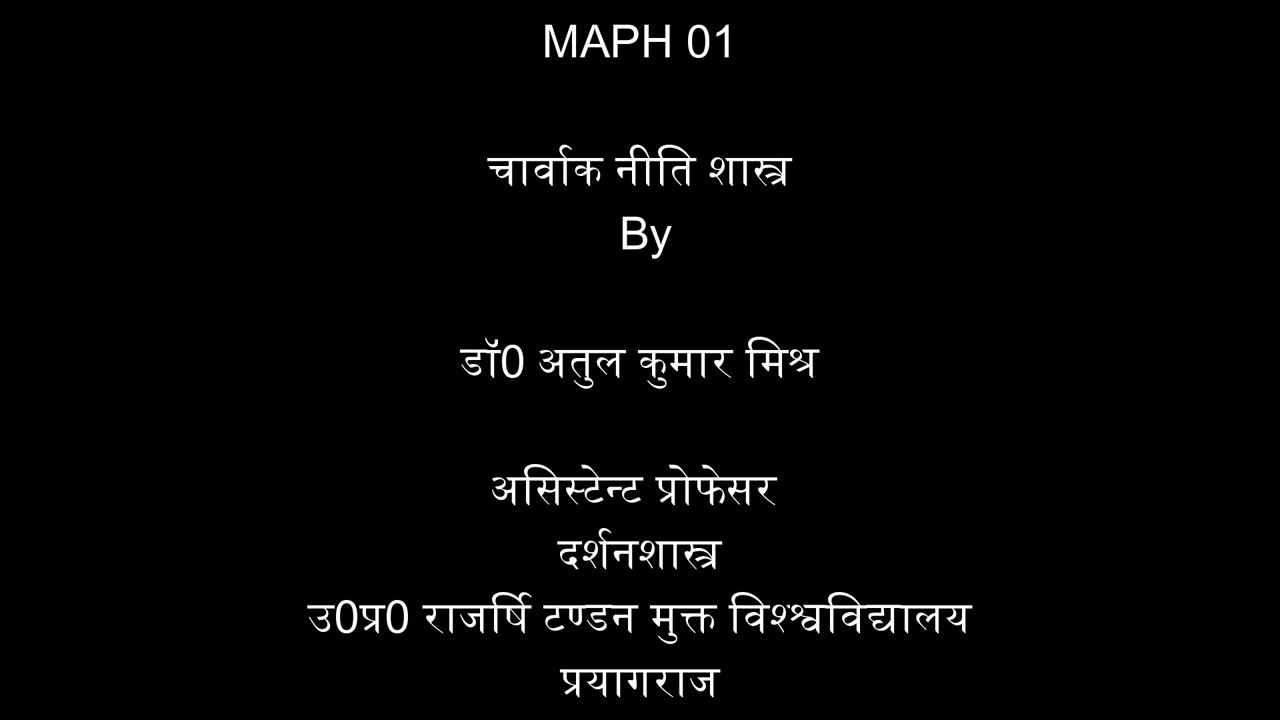 MAPH 01
चार्वाक नीति शास्त्र
By
डॉ0 अतुल कुमार मिश्र
असिस्टेन्ट प्रोफेसर
दर्शनशास्त्र
उ0प्र0 राजर्षि टण्डन मुक्त विश्श्वविद्यालय
प्रयागराज